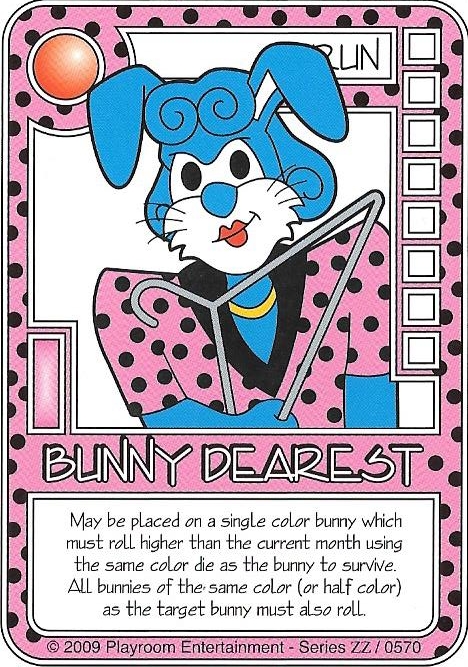 RUN
BUNNY DEAREST
May be placed on a single color bunny which
must roll higher than the current month using
the same color die as the bunny to survive.
All bunnies of the same color (or half color)
as the target bunny must also roll.
© 2009 Playroom Entertainment - Series ZZ / 0570